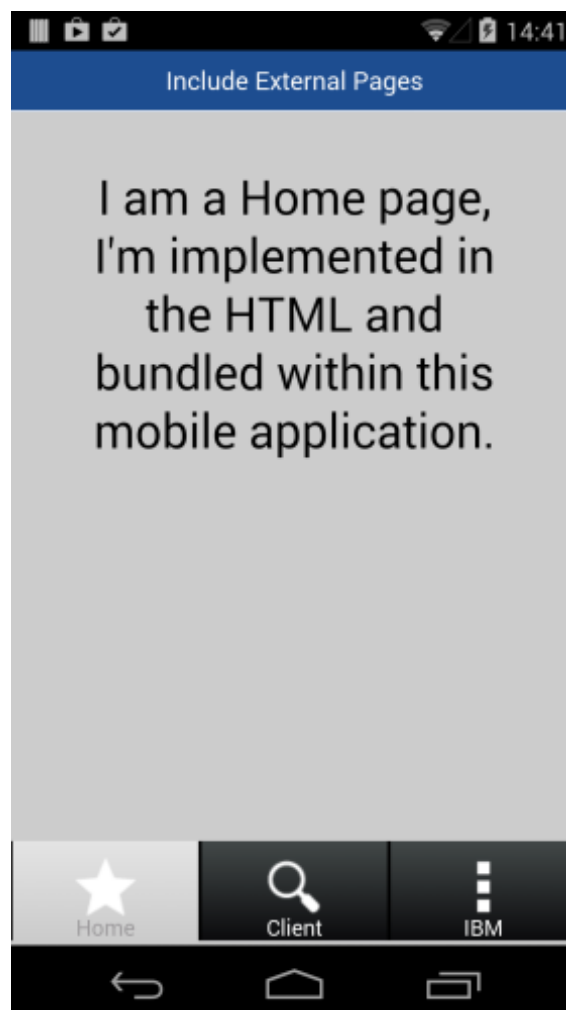 14:41
Include External Pages
I am a Home page,
I'm implemented in
the HTML and
bundled within this
mobile application.
Home
Client
IBM